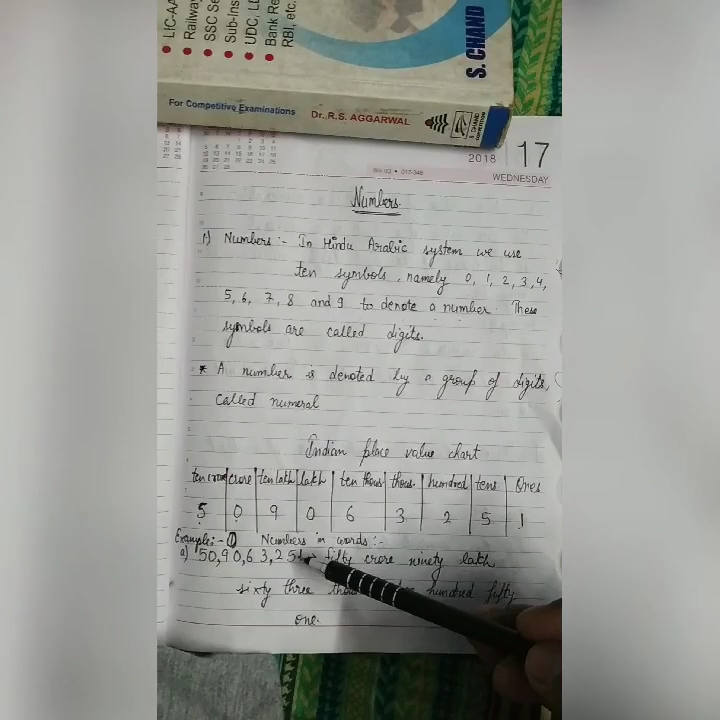 LIC-AA
Railway
SSC Se
Sub-Ins
UDC, LD
Bank Re
RBI, etc.
S. CHAND
For Competitive Examinations
Dr. R.S. AGGARWAL
2018 17
WEDNESDAY
Numbers.
1) Numbers :- In Hindu Arabic system we use
ten symbols, namely 0, 1, 2, 3, 4,
5, 6, 7, 8 and 9 to denote a number. These
symbols are called digits.
* A number is denoted by a group of digits,
called numeral
Indian place value chart
ten crore crore ten lakh lakh ten thous. thous. hundred tens Ones
5 0 9 0 6 3 2 5 1
Example:- (1) Numbers in words :-
a) 50,90,63,251 fifty crore ninety lakh
sixty three hundred fifty
one.